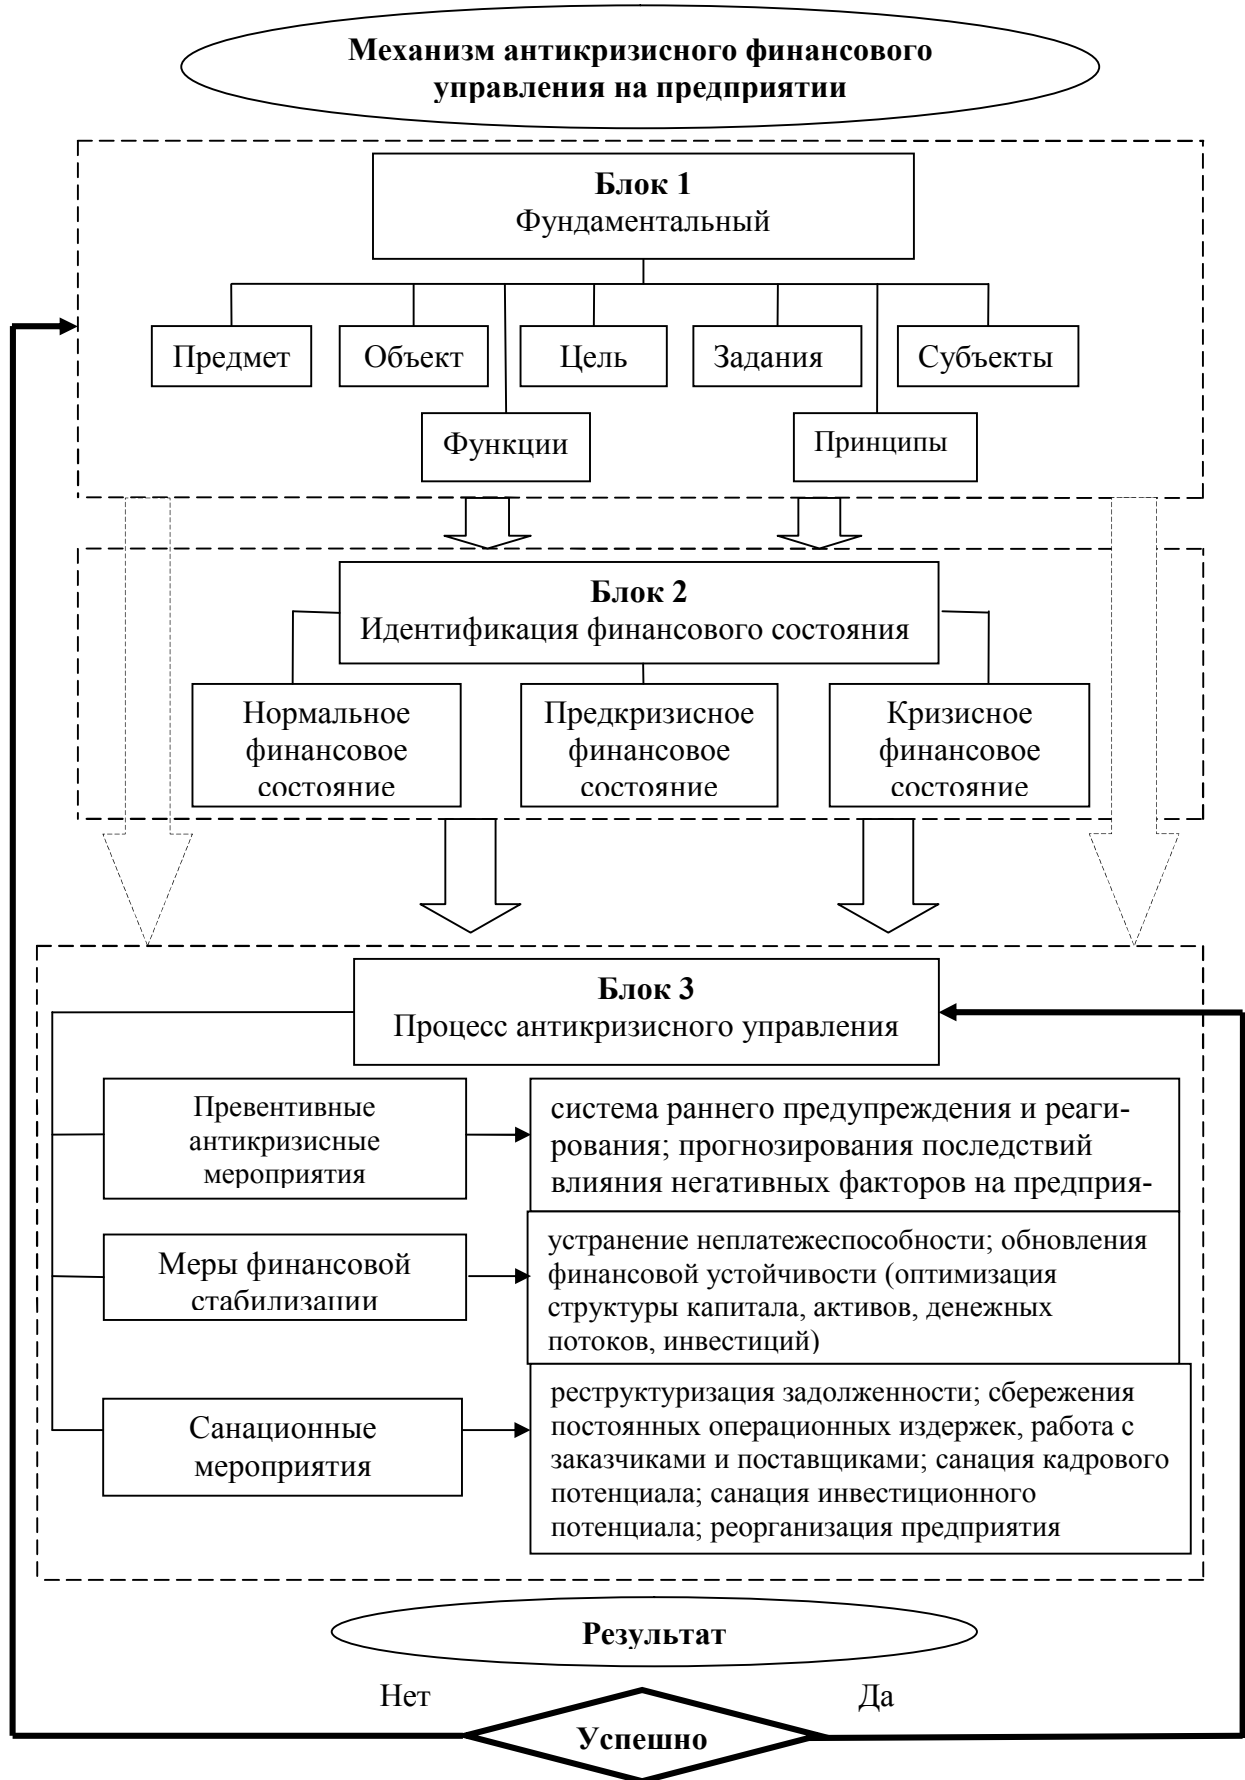 Механизм антикризисного финансового
управления на предприятии
Блок 1
Фундаментальный
Предмет
Объект
Цель
Задания
Субъекты
Функции
Принципы
Блок 2
Идентификация финансового состояния
Нормальное
финансовое
состояние
Предкризисное
финансовое
состояние
Кризисное
финансовое
состояние
Блок 3
Процесс антикризисного управления
Превентивные
антикризисные
мероприятия
система раннего предупреждения и реаги-
рования; прогнозирования последствий
влияния негативных факторов на предприя-
Меры финансовой
стабилизации
устранение неплатежеспособности; обновления
финансовой устойчивости (оптимизация
структуры капитала, активов, денежных
потоков, инвестиций)
Санационные
мероприятия
реструктуризация задолженности; сбережения
постоянных операционных издержек, работа с
заказчиками и поставщиками; санация кадрового
потенциала; санация инвестиционного
потенциала; реорганизация предприятия
Результат
Нет
Да
Успешно